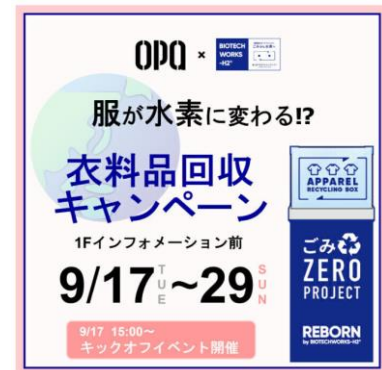 OPA × BIOTECH WORKS -H2®
服が水素に変わる!?
衣料品回収
キャンペーン
1Fインフォメーション前
9/17 TUE ~29 SUN
9/17 15:00~
キックオフイベント開催
APPAREL
RECYCLING BOX
ごみ
ZERO
PROJECT
REBORN
by BIOTECHWORKS-H2®